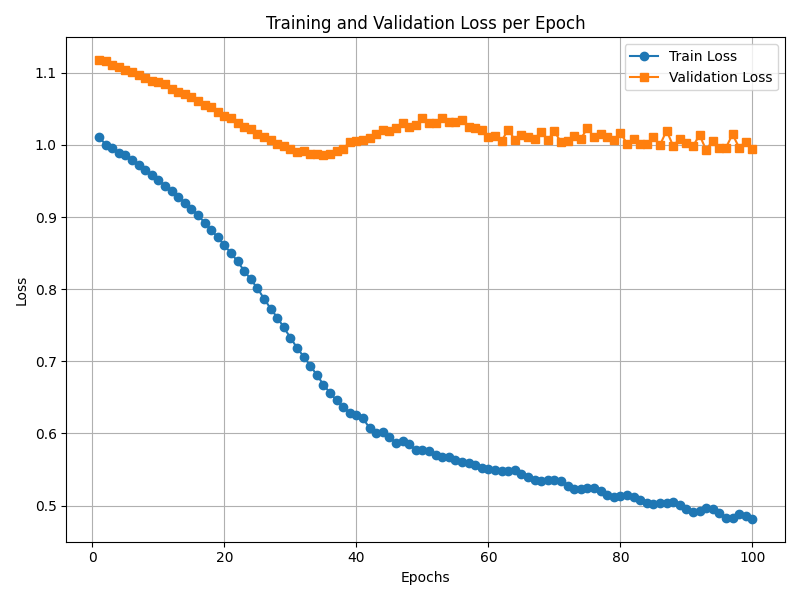 Training and Validation Loss per Epoch
Train Loss
Validation Loss
1.1
1.0
0.9
0.8
0.7
0.6
0.5
Loss
0 20 40 60 80 100
Epochs